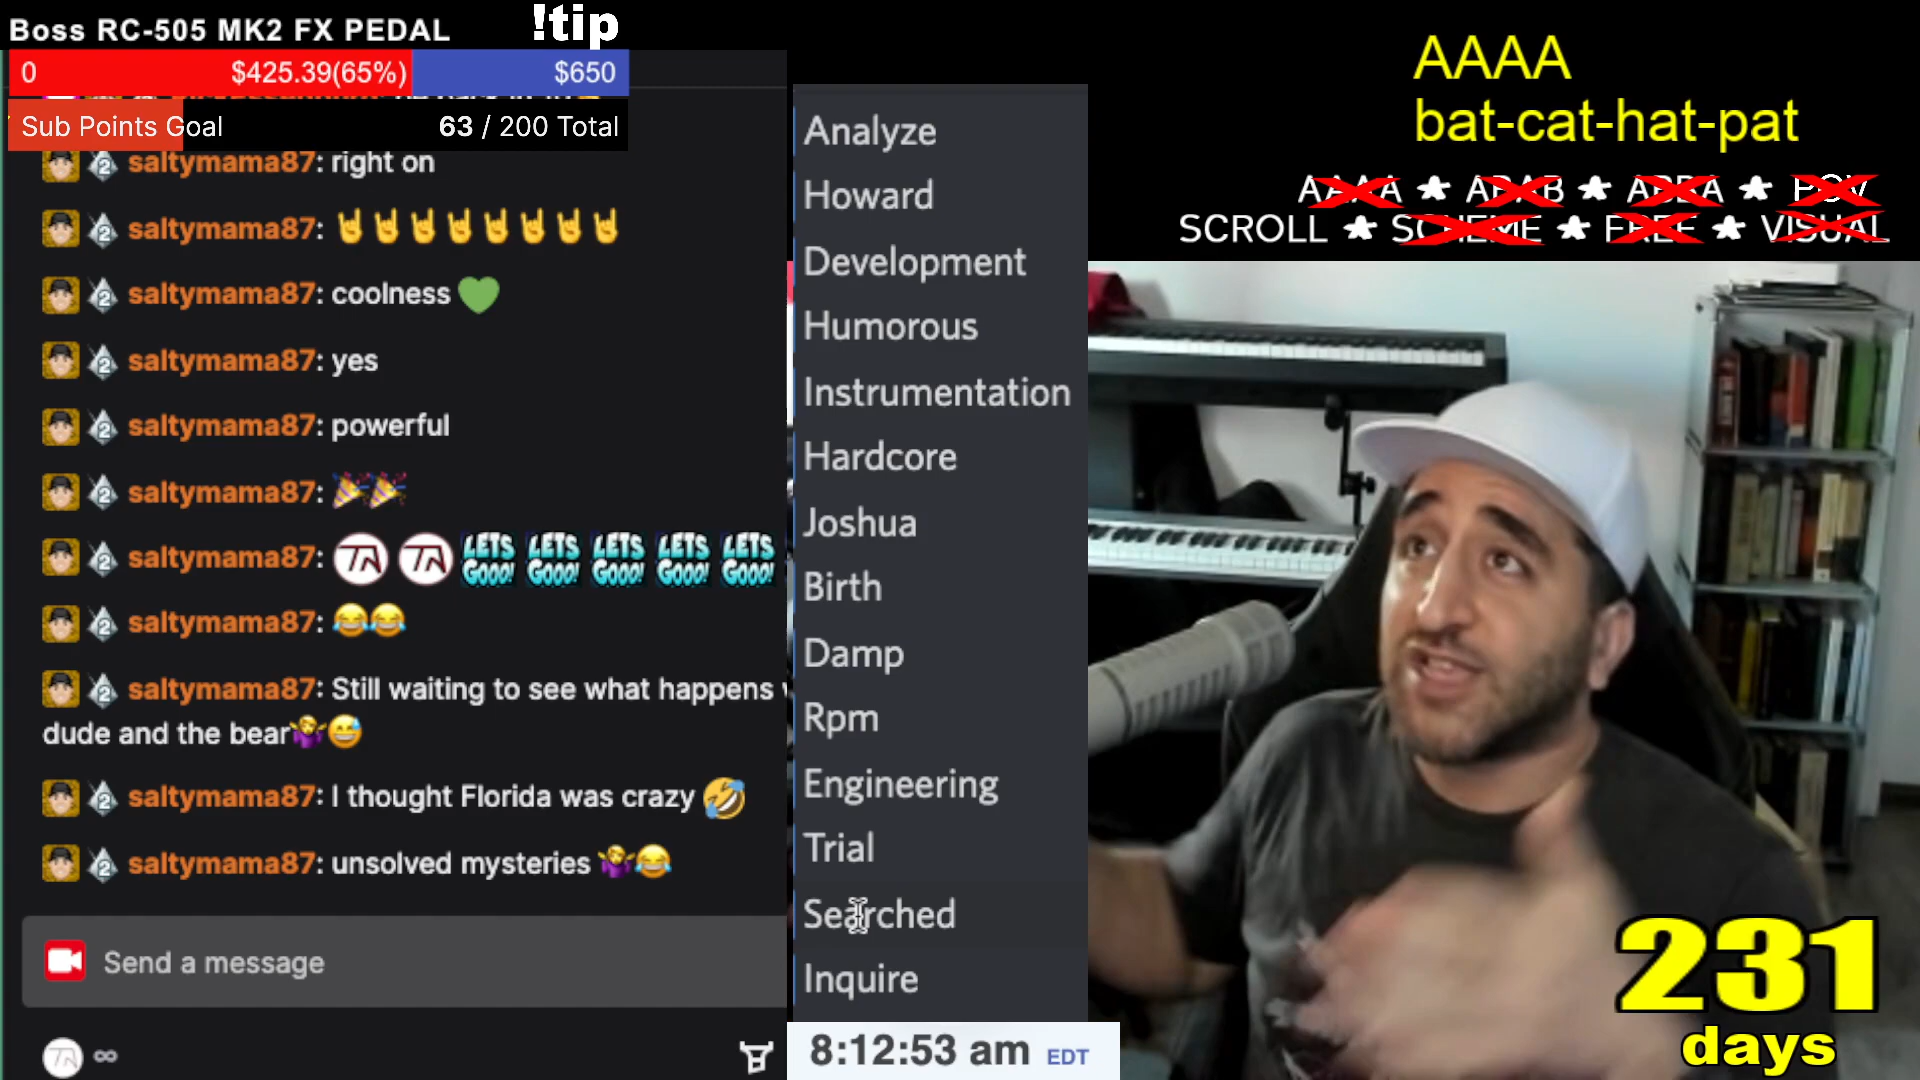 Boss RC-505 MK2 FX PEDAL
!tip
0 $425.39(65%) $650
Sub Points Goal 63 / 200 Total
saltymama87: right on
saltymama87: 🤘🤘🤘🤘🤘🤘🤘🤘
saltymama87: coolness 💚
saltymama87: yes
saltymama87: powerful
saltymama87: 🎉🎉
saltymama87: TA TA LETS GOOO! LETS GOOO! LETS GOOO! LETS GOOO! LETS GOOO!
saltymama87: 😂😂
saltymama87: Still waiting to see what happens
dude and the bear🤷‍♀️😅
saltymama87: I thought Florida was crazy 🤣
saltymama87: unsolved mysteries 🤷‍♀️😂
Send a message
TA ∞
Analyze
Howard
Development
Humorous
Instrumentation
Hardcore
Joshua
Birth
Damp
Rpm
Engineering
Trial
Searched
Inquire
8:12:53 am EDT
AAAA
bat-cat-hat-pat
AAAA ★ ABAB ★ ABBA ★ POV
SCROLL ★ SCHEME ★ FREE ★ VISUAL
231
days